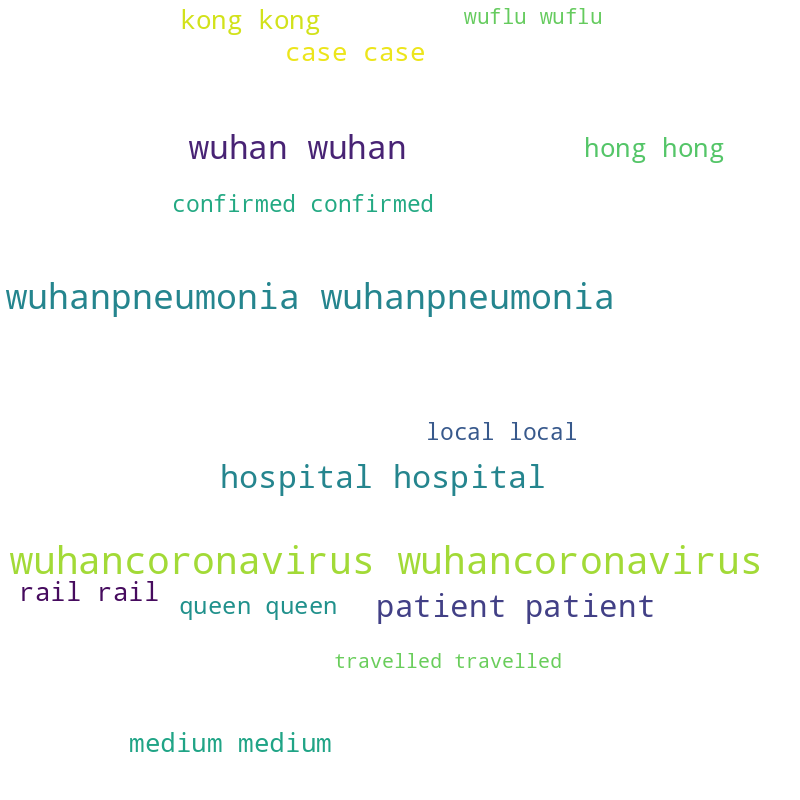 kong kong
wuflu wuflu
case case
wuhan wuhan
hong hong
confirmed confirmed
wuhanpneumonia wuhanpneumonia
local local
hospital hospital
wuhancoronavirus wuhancoronavirus
rail rail
queen queen
patient patient
travelled travelled
medium medium